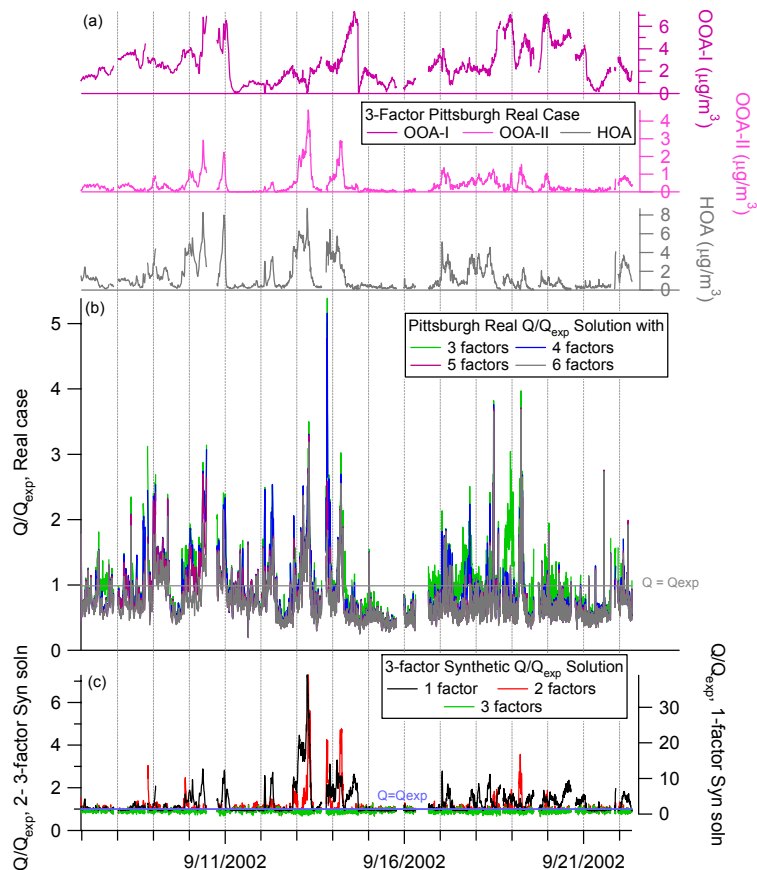 (a)
6
4
2
0
OOA-I (μg/m3)
3-Factor Pittsburgh Real Case
OOA-I OOA-II HOA
4
3
2
1
0
OOA-II (μg/m3)
8
6
4
2
0
HOA (μg/m3)
(b)
Pittsburgh Real Q/Qexp Solution with
3 factors 4 factors
5 factors 6 factors
5
4
3
2
1
0
Q/Qexp, Real case
Q = Qexp
(c)
3-factor Synthetic Q/Qexp Solution
1 factor 2 factors
3 factors
6
4
2
0
Q/Qexp, 2- 3-factor Syn soln
Q=Qexp
30
20
10
0
Q/Qexp, 1-factor Syn soln
9/11/2002 9/16/2002 9/21/2002